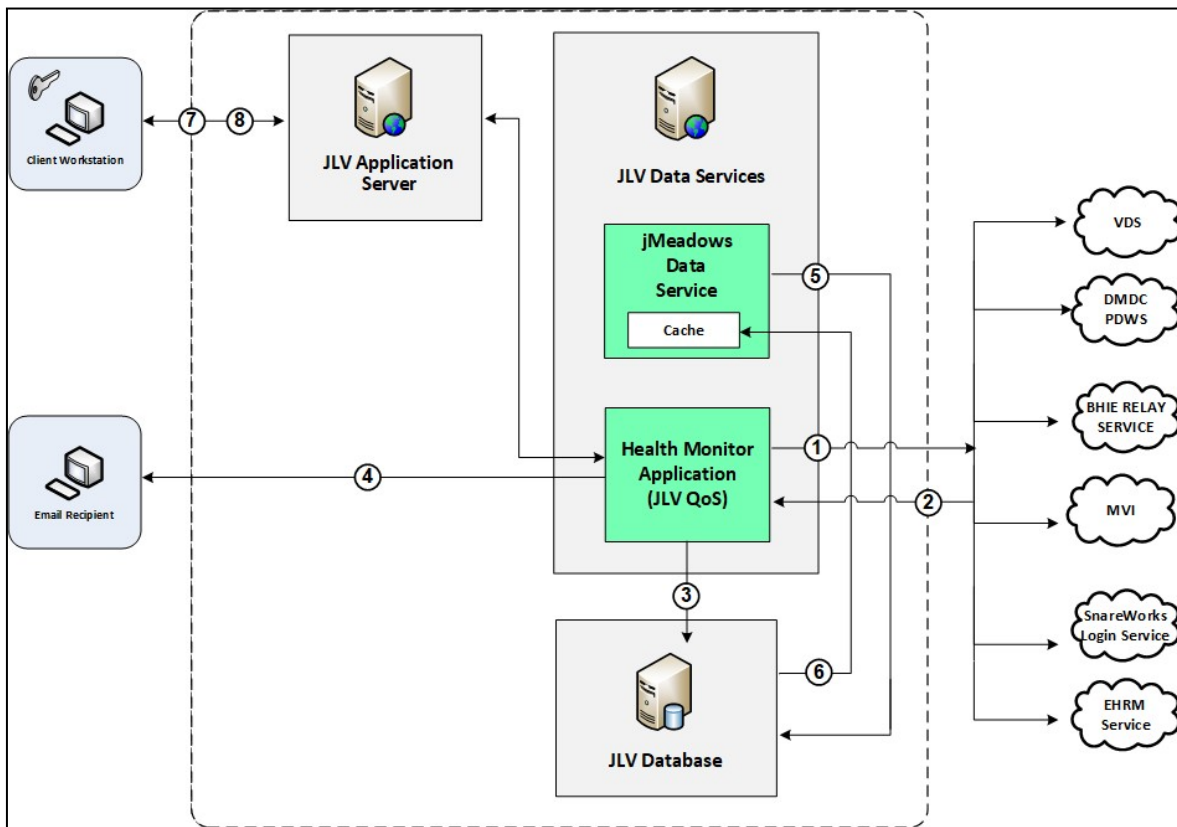 Client Workstation
7
8
JLV Application
Server
JLV Data Services
jMeadows
Data
Service
Cache
5
Health Monitor
Application
(JLV QoS)
1
2
4
Email Recipient
3
6
JLV Database
VDS
DMDC
PDWS
BHIE RELAY
SERVICE
MVI
SnareWorks
Login Service
EHRM
Service